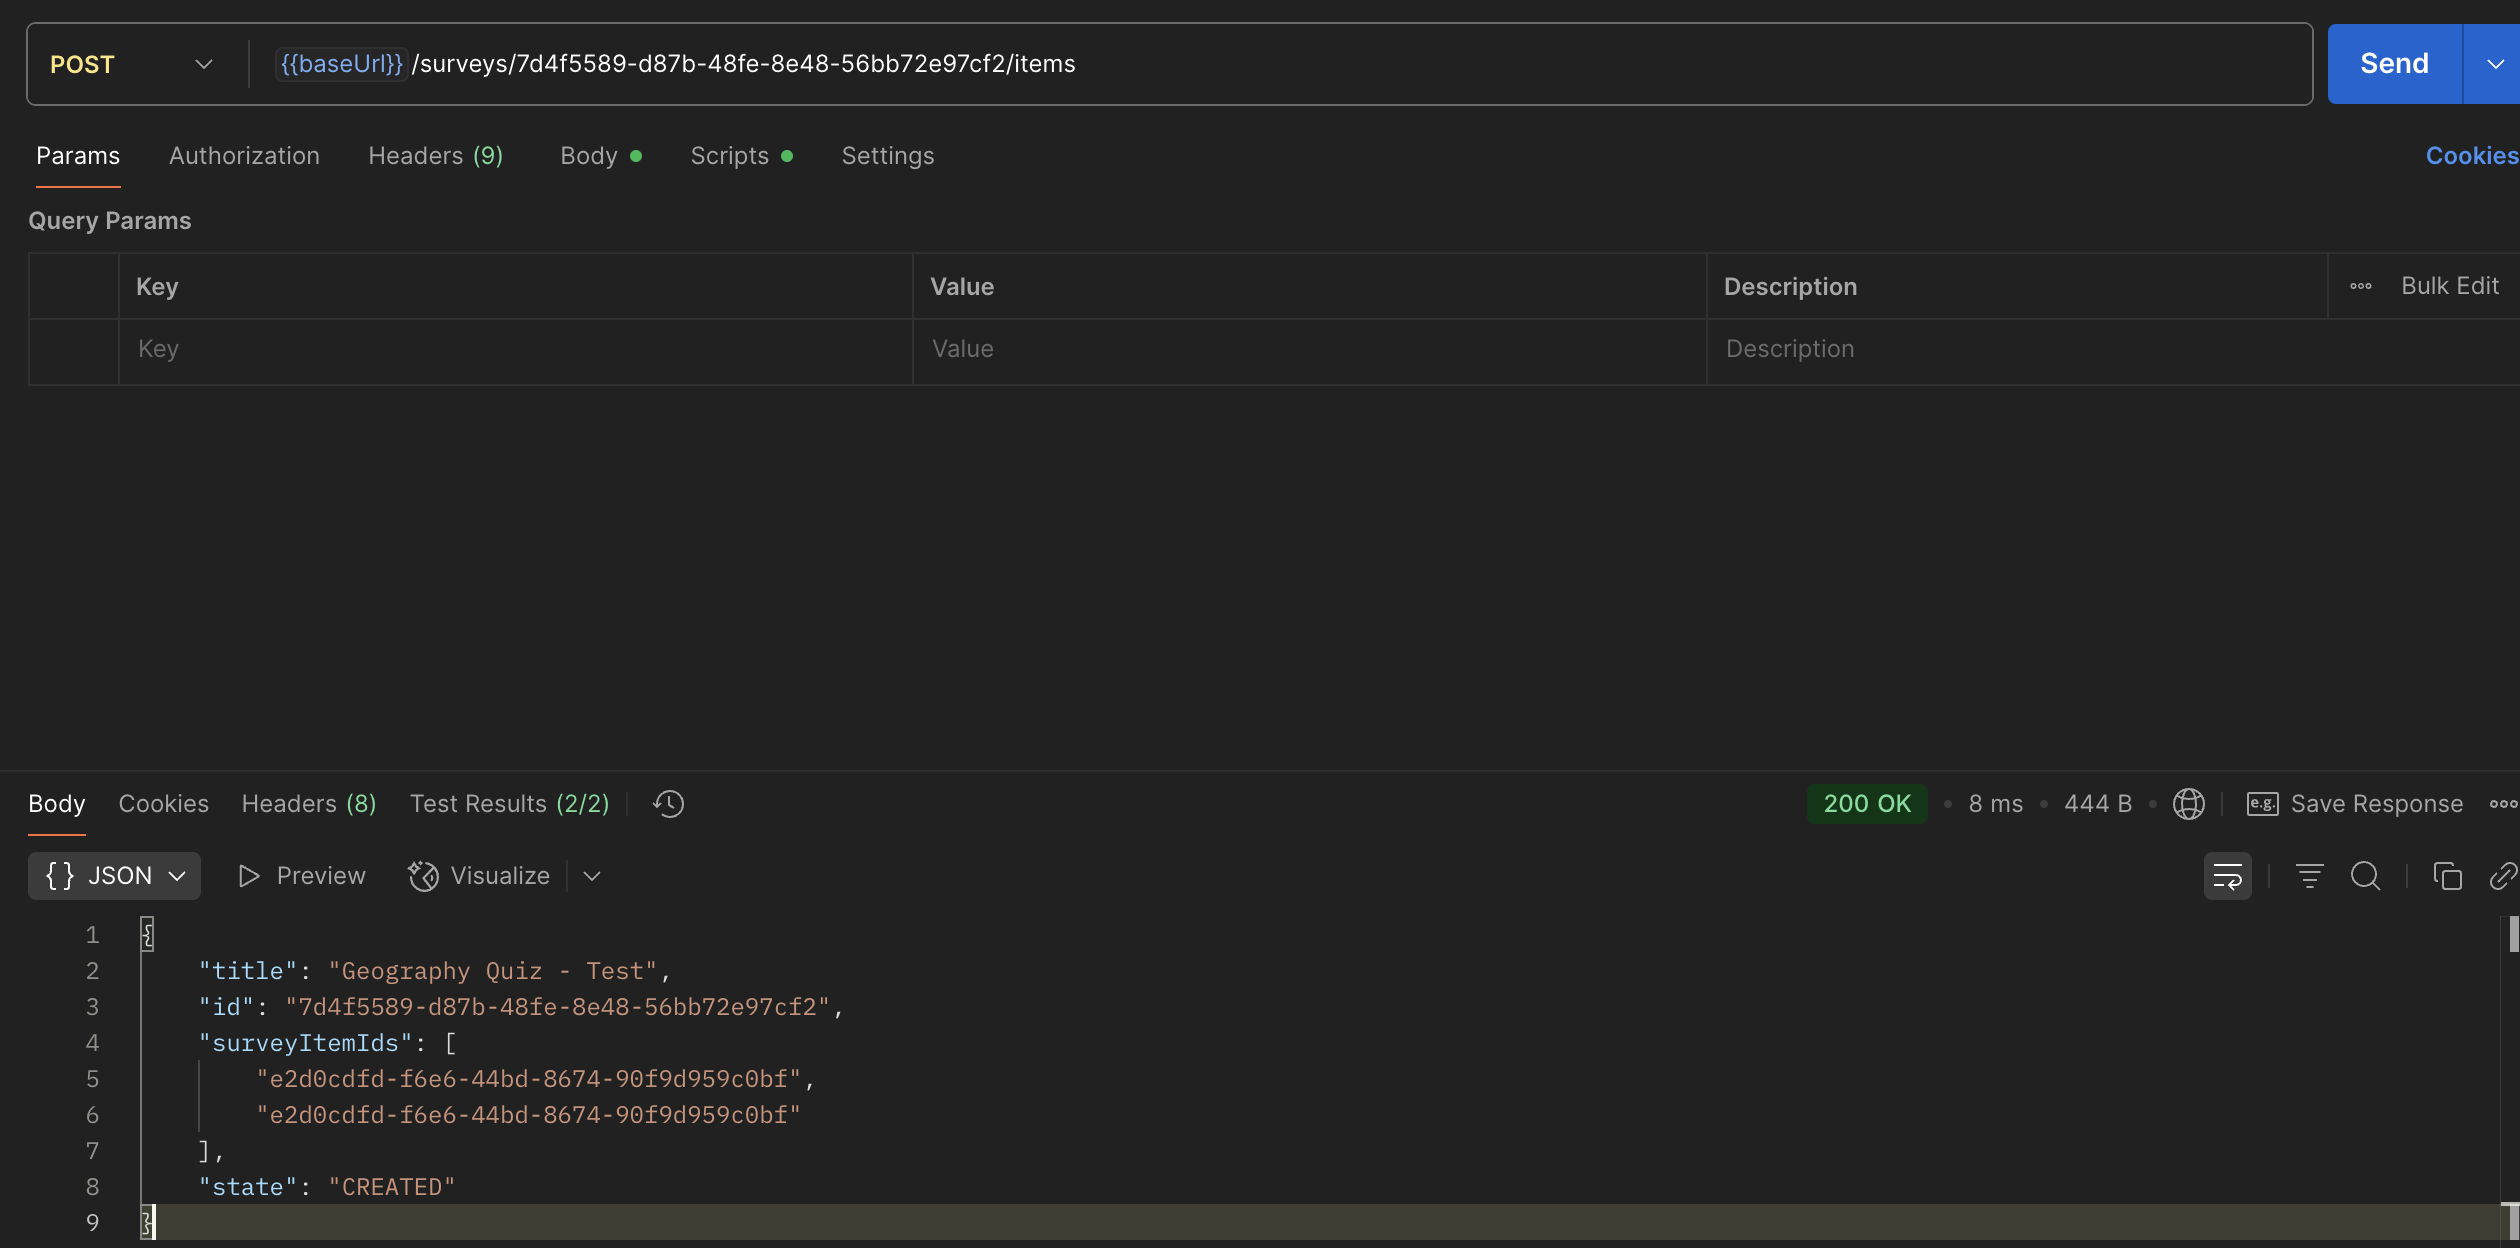 POST {{baseUrl}}/surveys/7d4f5589-d87b-48fe-8e48-56bb72e97cf2/items Send
Params Authorization Headers (9) Body Scripts Settings Cookies
Query Params
Key Value Description Bulk Edit
Key Value Description
Body Cookies Headers (8) Test Results (2/2) 200 OK • 8 ms • 444 B • e.g. Save Response
{} JSON Preview Visualize
1 {
2 "title": "Geography Quiz - Test",
3 "id": "7d4f5589-d87b-48fe-8e48-56bb72e97cf2",
4 "surveyItemIds": [
5 "e2d0cdfd-f6e6-44bd-8674-90f9d959c0bf",
6 "e2d0cdfd-f6e6-44bd-8674-90f9d959c0bf"
7 ],
8 "state": "CREATED"
9 }